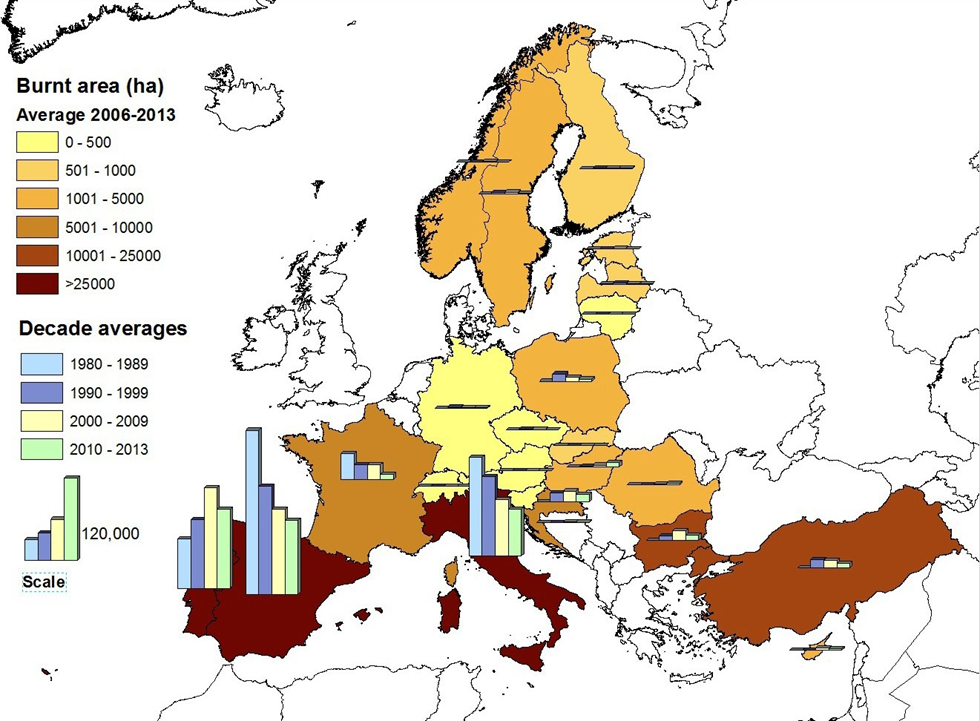 Burnt area (ha)
Average 2006-2013
0 - 500
501 - 1000
1001 - 5000
5001 - 10000
10001 - 25000
>25000
Decade averages
1980 - 1989
1990 - 1999
2000 - 2009
2010 - 2013
120,000
Scale